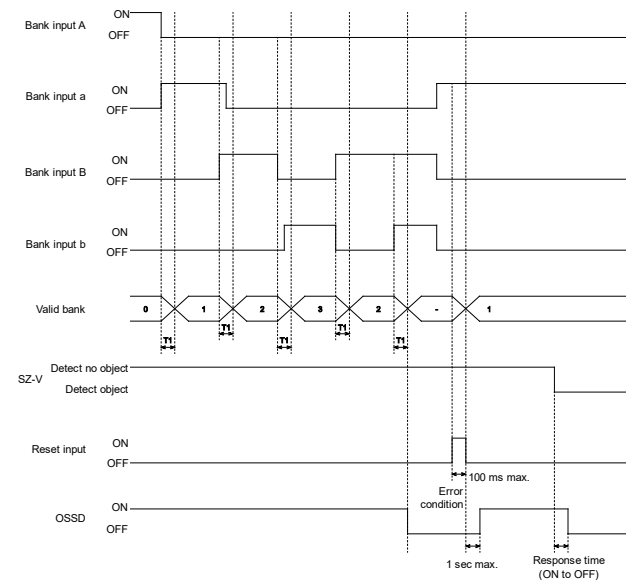 Bank input A
ON
OFF
Bank input a
ON
OFF
Bank input B
ON
OFF
Bank input b
ON
OFF
Valid bank
0 1 2 3 2 - 1
T1 T1 T1 T1 T1
SZ-V
Detect no object
Detect object
Reset input
ON
OFF
100 ms max.
Error
condition
OSSD
ON
OFF
1 sec max.
Response time
(ON to OFF)